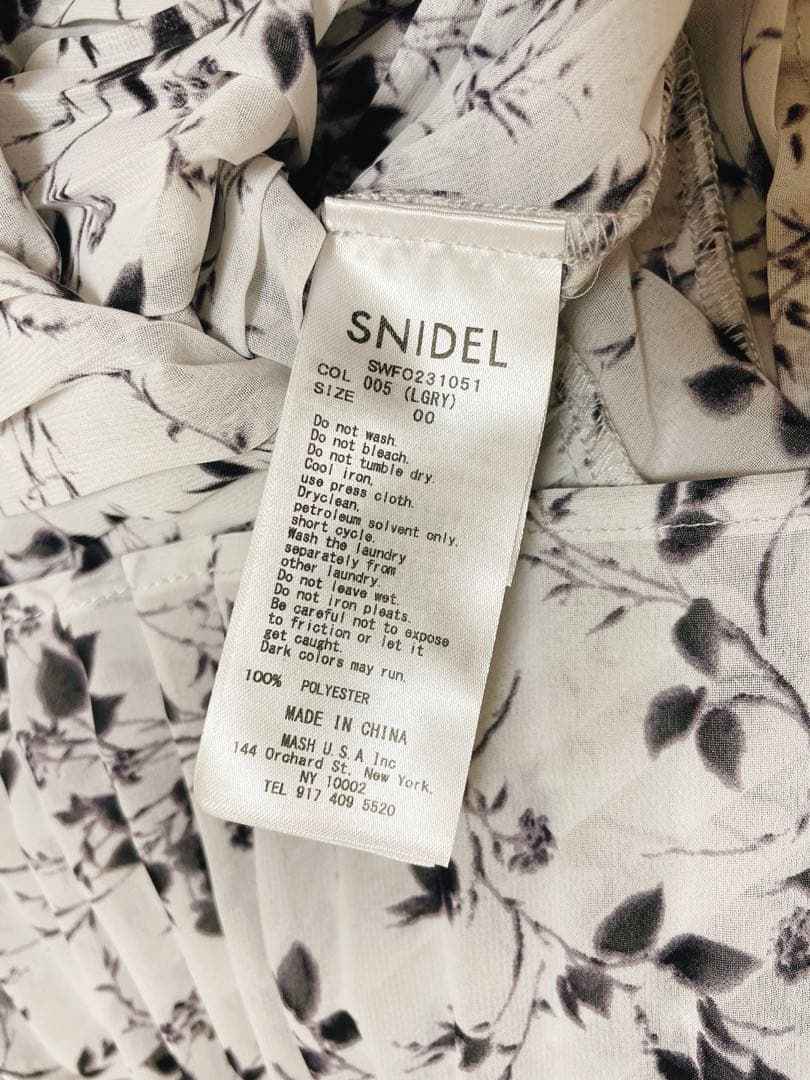 SNIDEL
SWFO231051
COL 005 (LGRY)
SIZE 00
Do not wash.
Do not bleach.
Do not tumble dry.
Cool iron.
use press cloth.
Dryclean,
petroleum solvent only.
short cycle.
Wash the laundry
separately from
other laundry.
Do not leave wet.
Do not iron pleats.
Be careful not to expose
to friction or let it
get caught.
Dark colors may run.
100% POLYESTER
MADE IN CHINA
MASH U.S.A Inc
144 Orchard St. New York.
NY 10002
TEL 917 409 5520